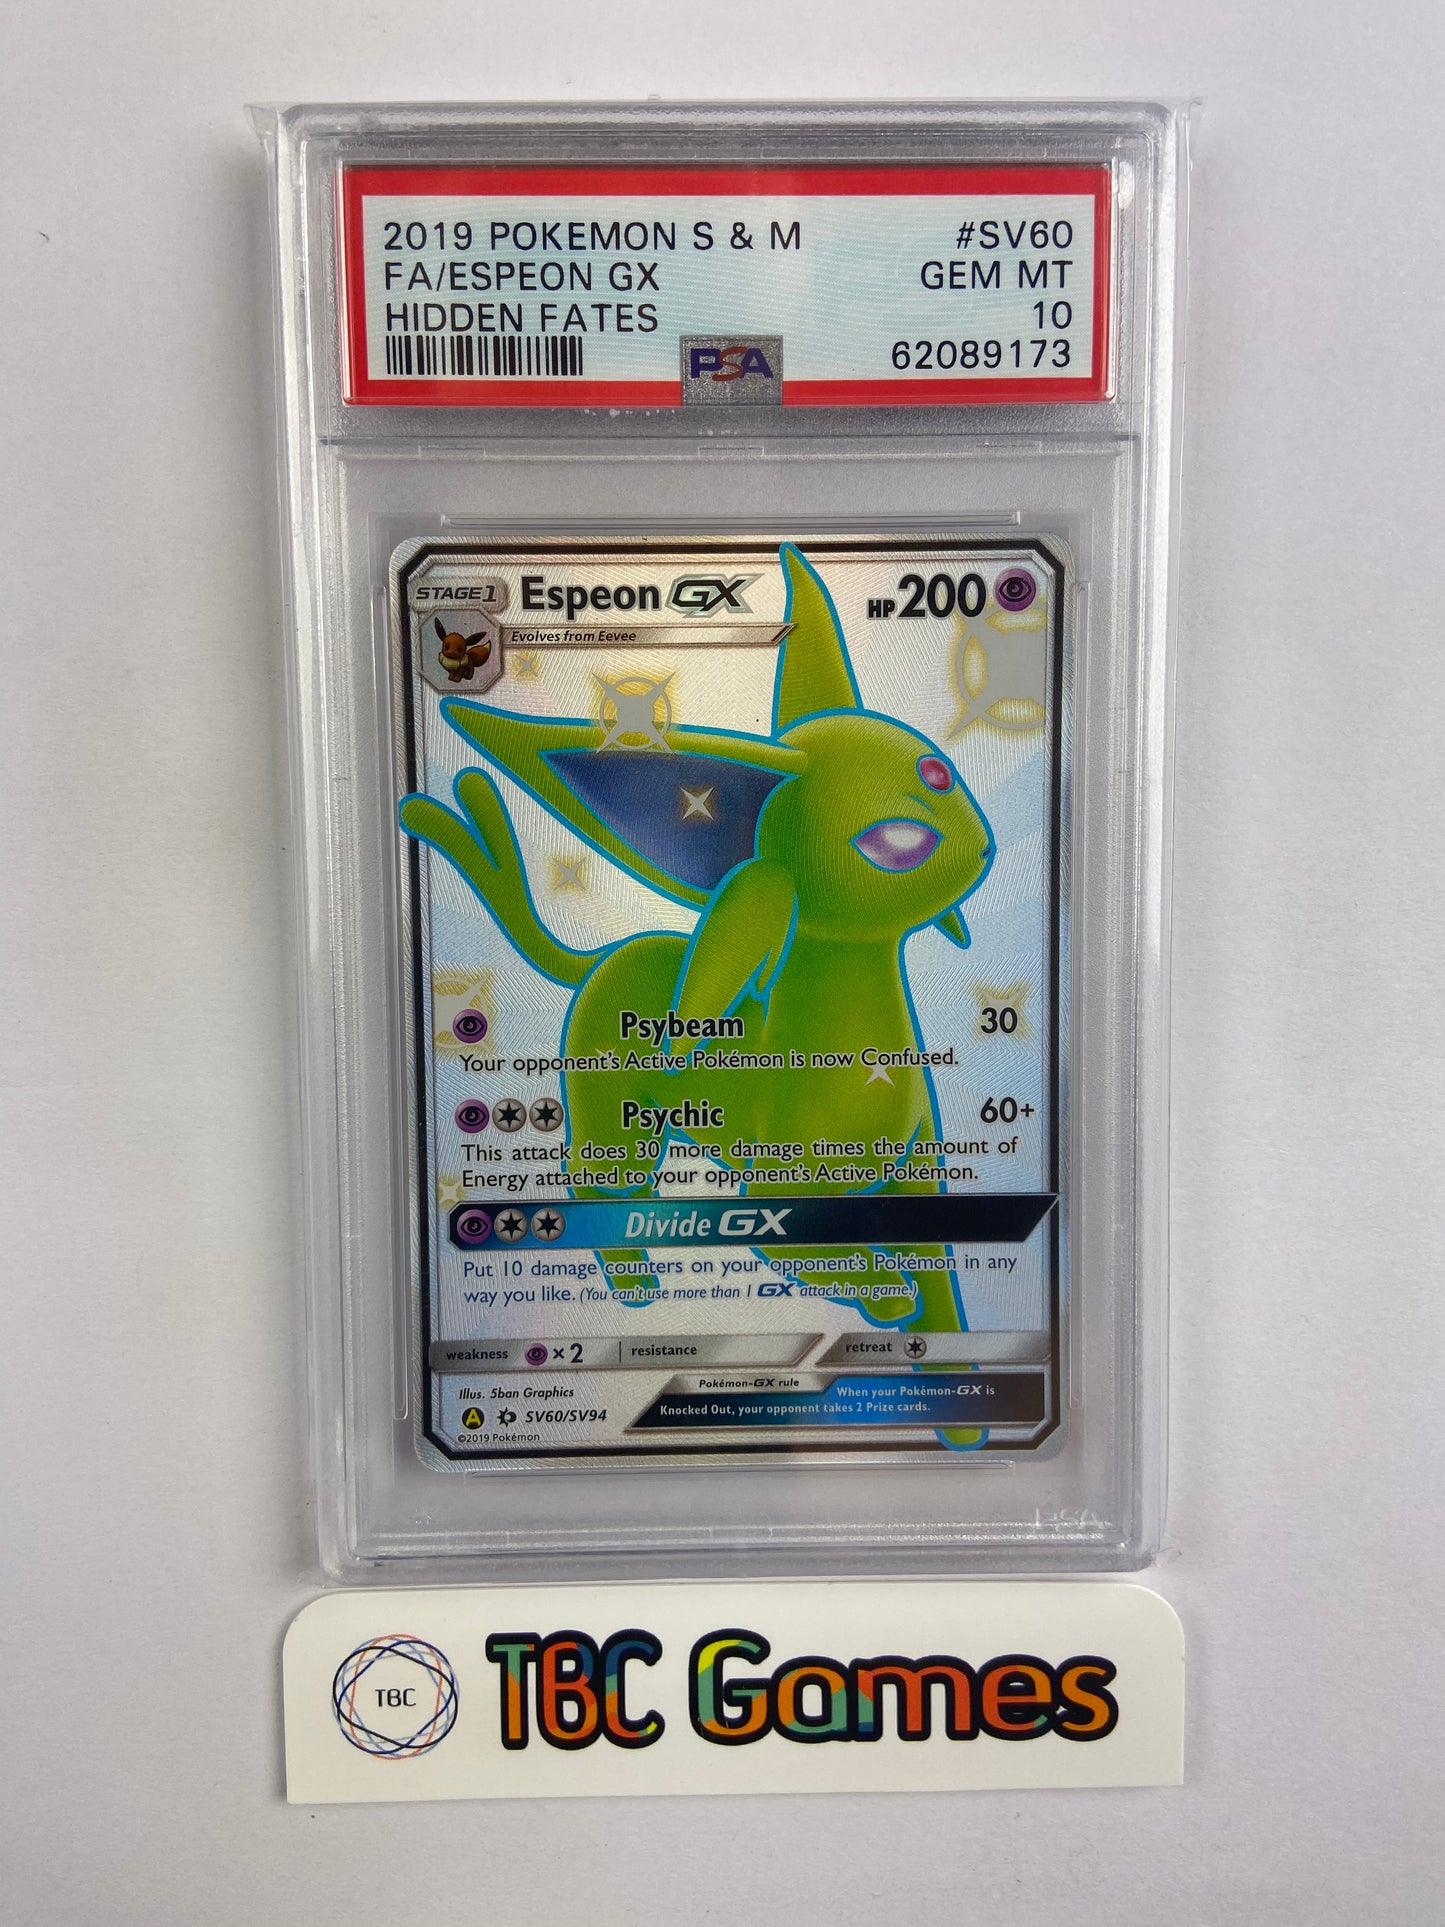 2019 POKEMON S & M #SV60
FA/ESPEON GX GEM MT
HIDDEN FATES 10
PSA 62089173
STAGE1 Espeon GX HP 200
Evolves from Eevee
Psybeam 30
Your opponent's Active Pokémon is now Confused.
Psychic 60+
This attack does 30 more damage times the amount of
Energy attached to your opponent's Active Pokémon.
Divide GX
Put 10 damage counters on your opponent's Pokémon in any
way you like. (You can't use more than 1 GX attack in a game.)
weakness ×2 resistance retreat
Illus. 5ban Graphics
A SV60/SV94
©2019 Pokémon
Pokémon-GX rule
When your Pokémon-GX is
Knocked Out, your opponent takes 2 Prize cards.
PSA
TBC TBC Games